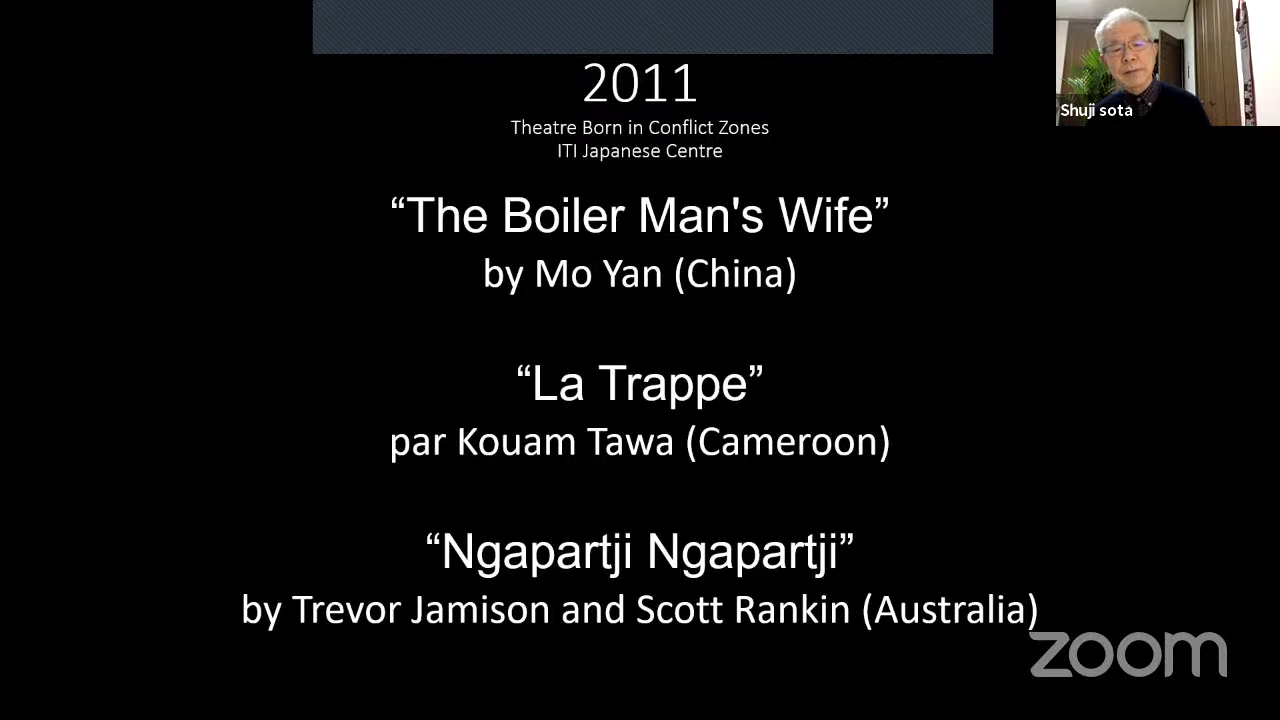 2011
Theatre Born in Conflict Zones
ITI Japanese Centre
“The Boiler Man's Wife”
by Mo Yan (China)
“La Trappe”
par Kouam Tawa (Cameroon)
“Ngapartji Ngapartji”
by Trevor Jamison and Scott Rankin (Australia)
Shuji sota
zoom